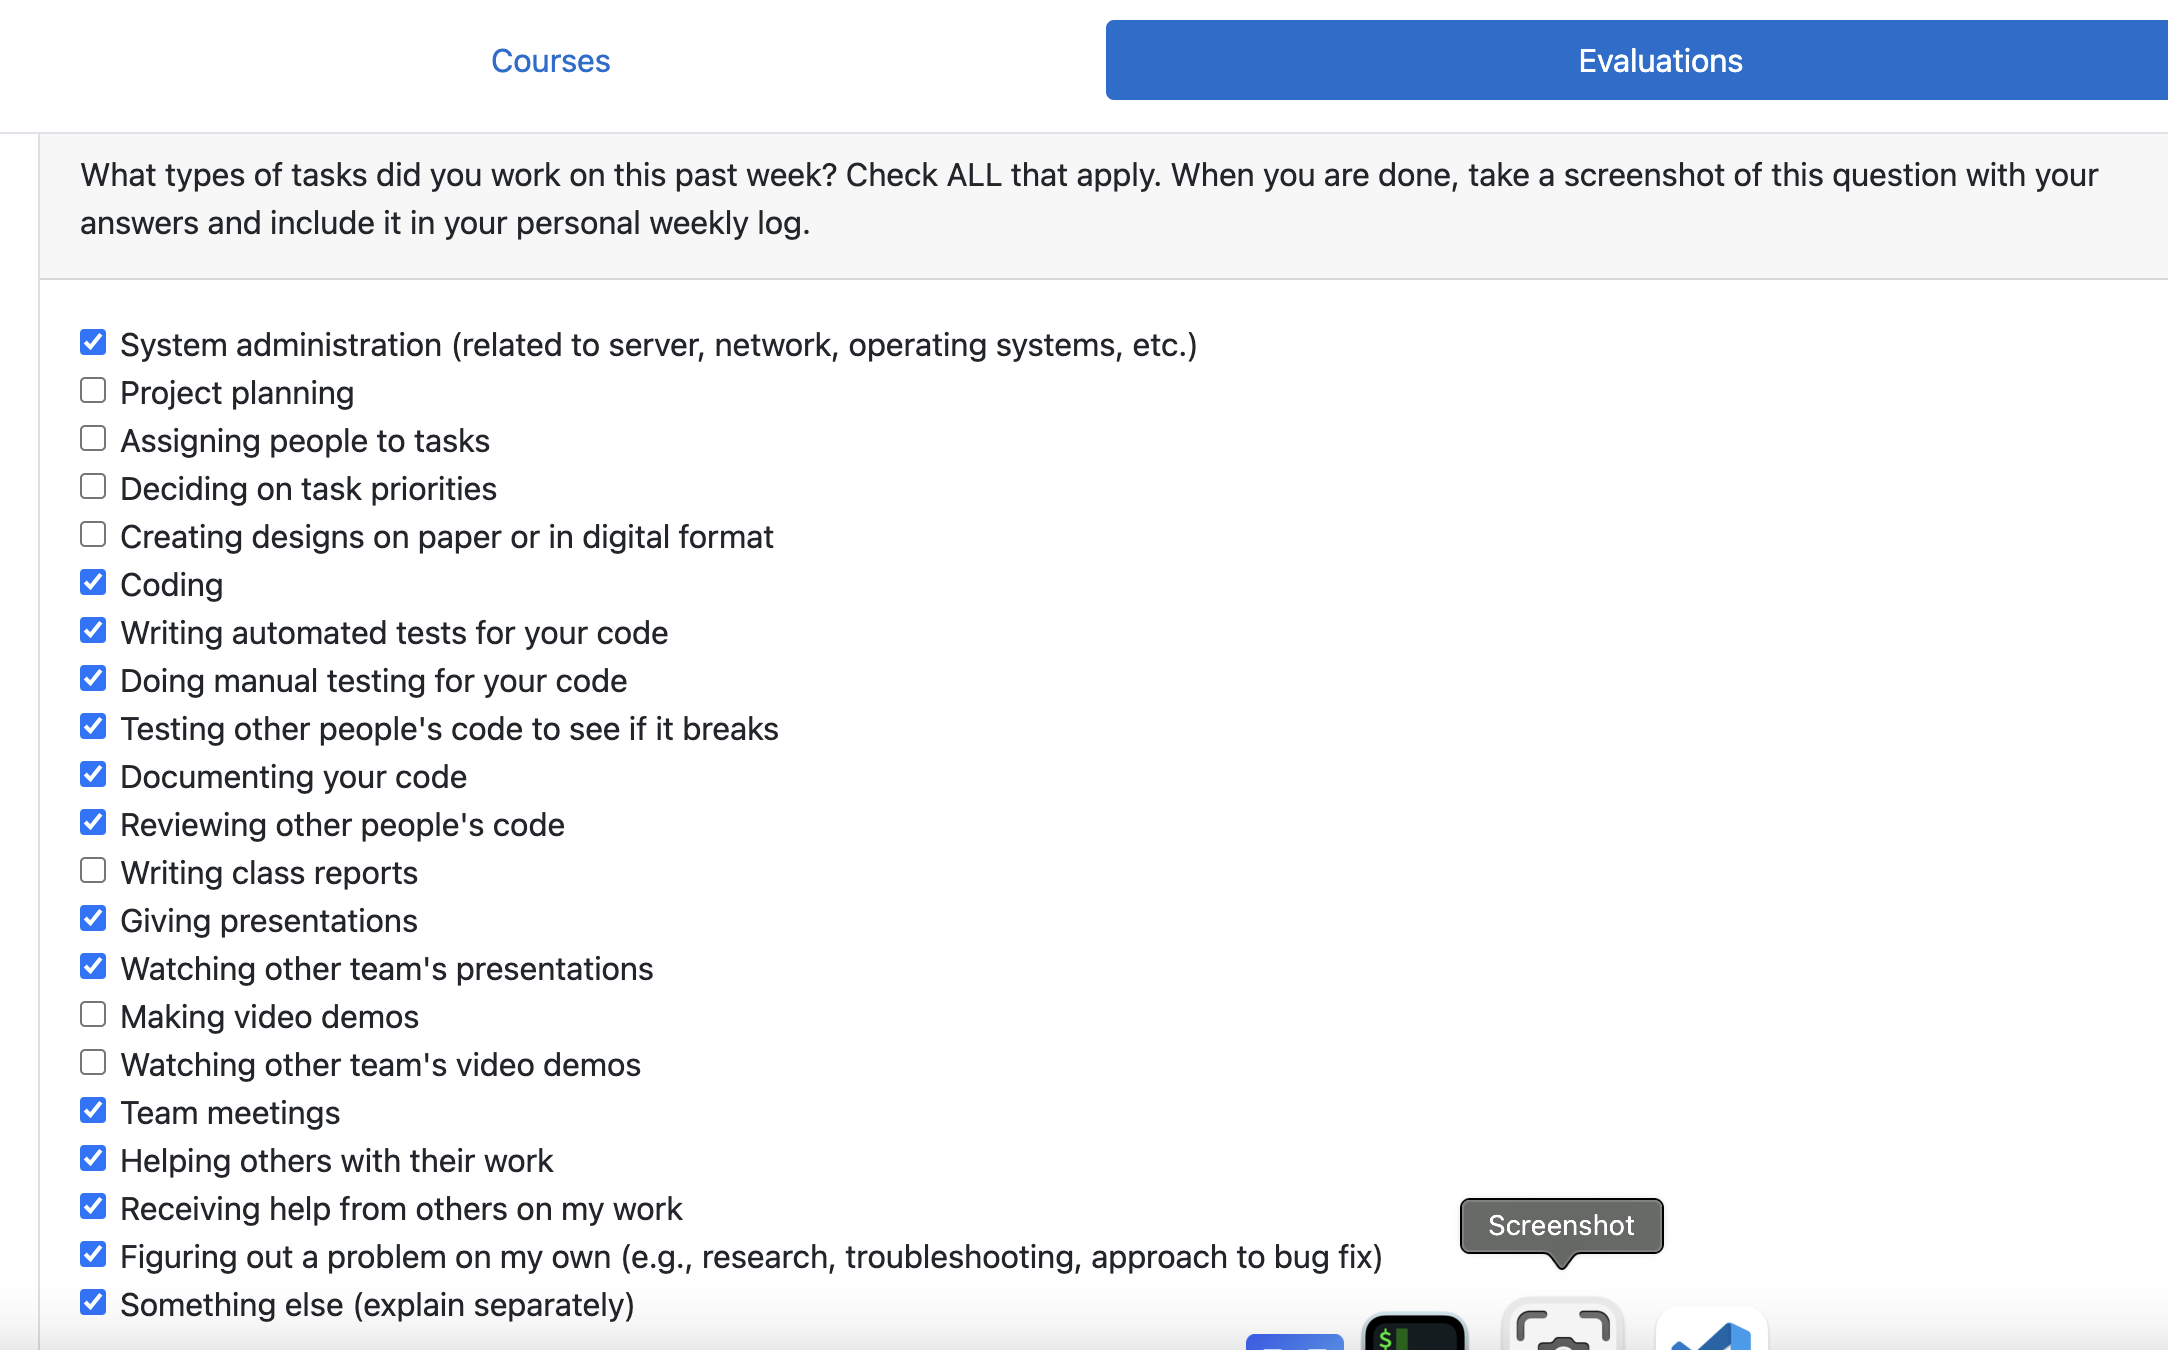 Courses
Evaluations
What types of tasks did you work on this past week? Check ALL that apply. When you are done, take a screenshot of this question with your
answers and include it in your personal weekly log.
System administration (related to server, network, operating systems, etc.)
Project planning
Assigning people to tasks
Deciding on task priorities
Creating designs on paper or in digital format
Coding
Writing automated tests for your code
Doing manual testing for your code
Testing other people's code to see if it breaks
Documenting your code
Reviewing other people's code
Writing class reports
Giving presentations
Watching other team's presentations
Making video demos
Watching other team's video demos
Team meetings
Helping others with their work
Receiving help from others on my work
Screenshot
Figuring out a problem on my own (e.g., research, troubleshooting, approach to bug fix)
Something else (explain separately)
$